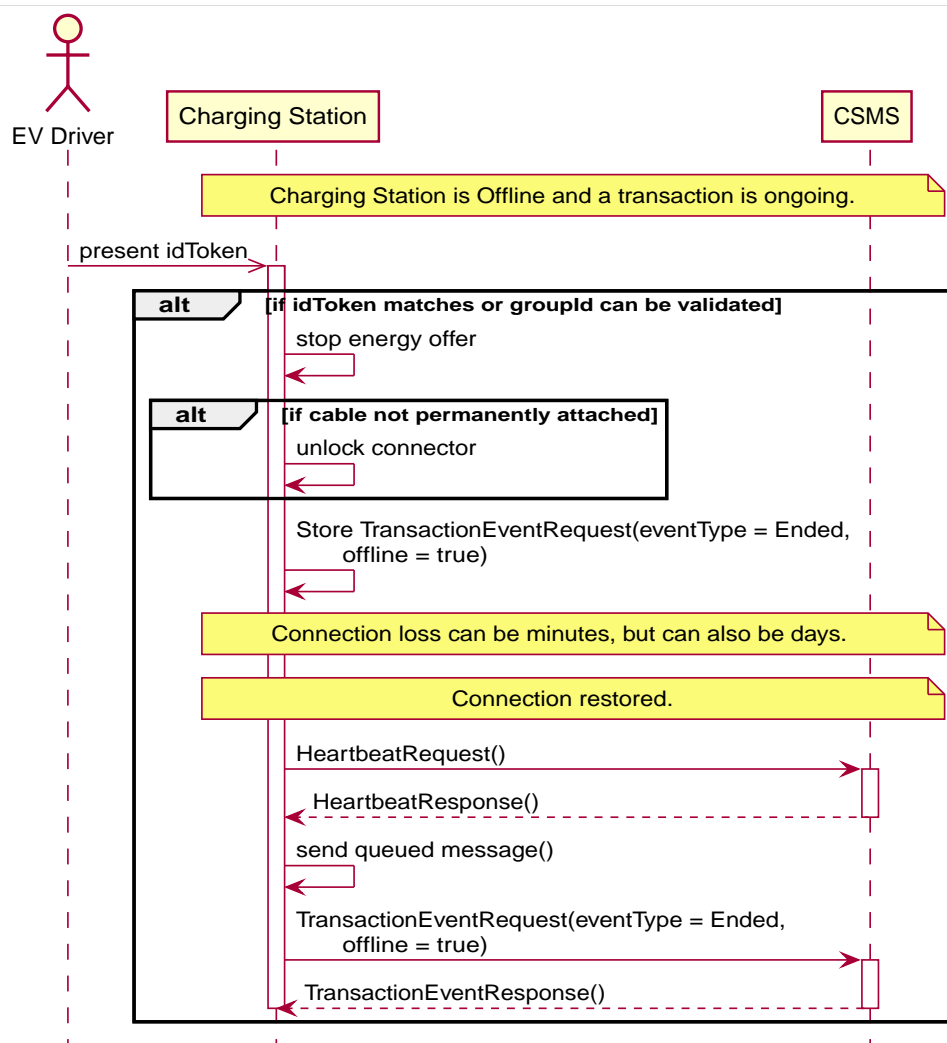 EV Driver
Charging Station
CSMS
Charging Station is Offline and a transaction is ongoing.
present idToken
alt [if idToken matches or groupId can be validated]
stop energy offer
alt [if cable not permanently attached]
unlock connector
Store TransactionEventRequest(eventType = Ended,
offline = true)
Connection loss can be minutes, but can also be days.
Connection restored.
HeartbeatRequest()
HeartbeatResponse()
send queued message()
TransactionEventRequest(eventType = Ended,
offline = true)
TransactionEventResponse()